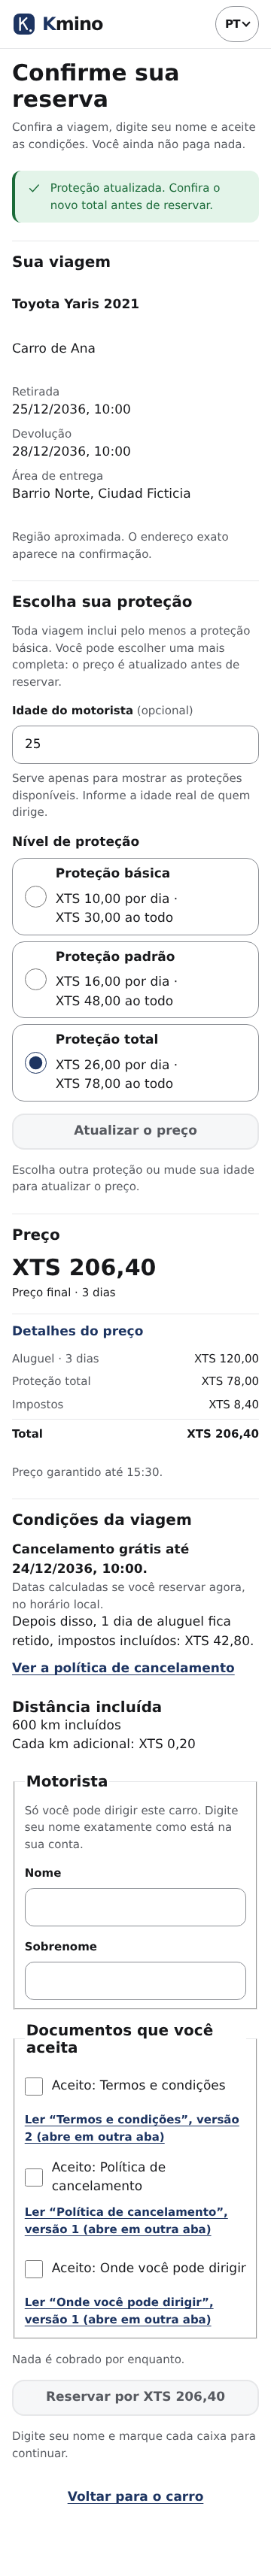 Kmino
PT
Confirme sua
reserva
Confira a viagem, digite seu nome e aceite
as condições. Você ainda não paga nada.
Proteção atualizada. Confira o
novo total antes de reservar.
Sua viagem
Toyota Yaris 2021
Carro de Ana
Retirada
25/12/2036, 10:00
Devolução
28/12/2036, 10:00
Área de entrega
Barrio Norte, Ciudad Ficticia
Região aproximada. O endereço exato
aparece na confirmação.
Escolha sua proteção
Toda viagem inclui pelo menos a proteção
básica. Você pode escolher uma mais
completa: o preço é atualizado antes de
reservar.
Idade do motorista (opcional)
25
Serve apenas para mostrar as proteções
disponíveis. Informe a idade real de quem
dirige.
Nível de proteção
Proteção básica
XTS 10,00 por dia ·
XTS 30,00 ao todo
Proteção padrão
XTS 16,00 por dia ·
XTS 48,00 ao todo
Proteção total
XTS 26,00 por dia ·
XTS 78,00 ao todo
Atualizar o preço
Escolha outra proteção ou mude sua idade
para atualizar o preço.
Preço
XTS 206,40
Preço final · 3 dias
Detalhes do preço
Aluguel · 3 dias XTS 120,00
Proteção total XTS 78,00
Impostos XTS 8,40
Total XTS 206,40
Preço garantido até 15:30.
Condições da viagem
Cancelamento grátis até
24/12/2036, 10:00.
Datas calculadas se você reservar agora,
no horário local.
Depois disso, 1 dia de aluguel fica
retido, impostos incluídos: XTS 42,80.
Ver a política de cancelamento
Distância incluída
600 km incluídos
Cada km adicional: XTS 0,20
Motorista
Só você pode dirigir este carro. Digite
seu nome exatamente como está na
sua conta.
Nome
Sobrenome
Documentos que você
aceita
Aceito: Termos e condições
Ler “Termos e condições”, versão
2 (abre em outra aba)
Aceito: Política de
cancelamento
Ler “Política de cancelamento”,
versão 1 (abre em outra aba)
Aceito: Onde você pode dirigir
Ler “Onde você pode dirigir”,
versão 1 (abre em outra aba)
Nada é cobrado por enquanto.
Reservar por XTS 206,40
Digite seu nome e marque cada caixa para
continuar.
Voltar para o carro